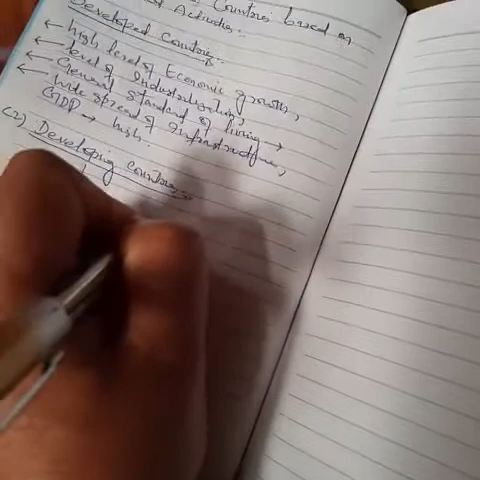 Countries based on
Activities:
Developed Countries:-
← high level of Economic growth,
← level of Industrialization,
← General Standard of living →
← Wide spread of Infrastructure,
GDP → high.
(2) Developing Countries:-